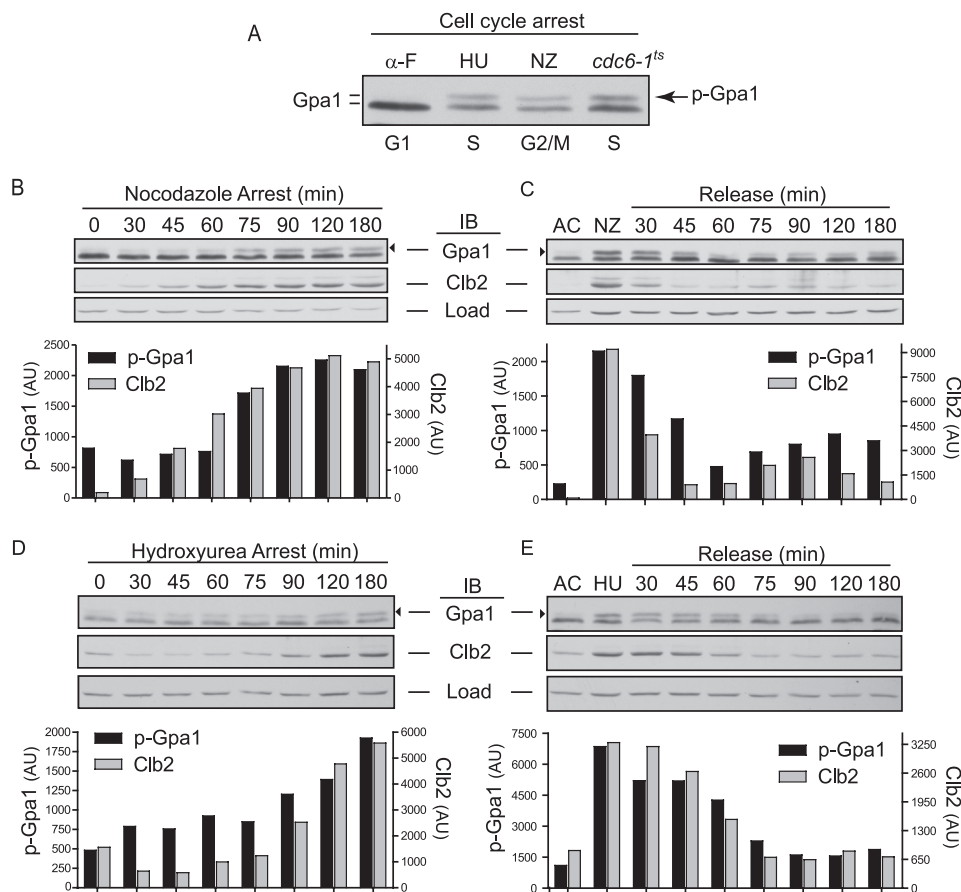 Cell cycle arrest
A
α-F HU NZ cdc6-1ts
Gpa1
p-Gpa1
G1 S G2/M S
B
Nocodazole Arrest (min)
0 30 45 60 75 90 120 180
IB
Gpa1
Clb2
Load
C
Release (min)
AC NZ 30 45 60 75 90 120 180
2500
2000
1500
1000
500
0
p-Gpa1 (AU)
p-Gpa1
Clb2
5000
4000
3000
2000
1000
0
Clb2 (AU)
2000
1500
1000
500
0
p-Gpa1 (AU)
p-Gpa1
Clb2
9000
7500
6000
4500
3000
1500
0
Clb2 (AU)
D
Hydroxyurea Arrest (min)
0 30 45 60 75 90 120 180
IB
Gpa1
Clb2
Load
E
Release (min)
AC HU 30 45 60 75 90 120 180
2000
1750
1500
1250
1000
750
500
250
0
p-Gpa1 (AU)
p-Gpa1
Clb2
6000
5000
4000
3000
2000
1000
0
Clb2 (AU)
7500
6000
4500
3000
1500
0
p-Gpa1 (AU)
p-Gpa1
Clb2
3250
2600
1950
1300
650
0
Clb2 (AU)